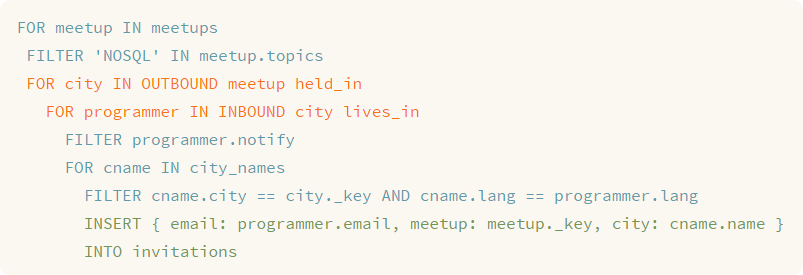 FOR meetup IN meetups
FILTER 'NOSQL' IN meetup.topics
FOR city IN OUTBOUND meetup held_in
FOR programmer IN INBOUND city lives_in
FILTER programmer.notify
FOR cname IN city_names
FILTER cname.city == city._key AND cname.lang == programmer.lang
INSERT { email: programmer.email, meetup: meetup._key, city: cname.name }
INTO invitations